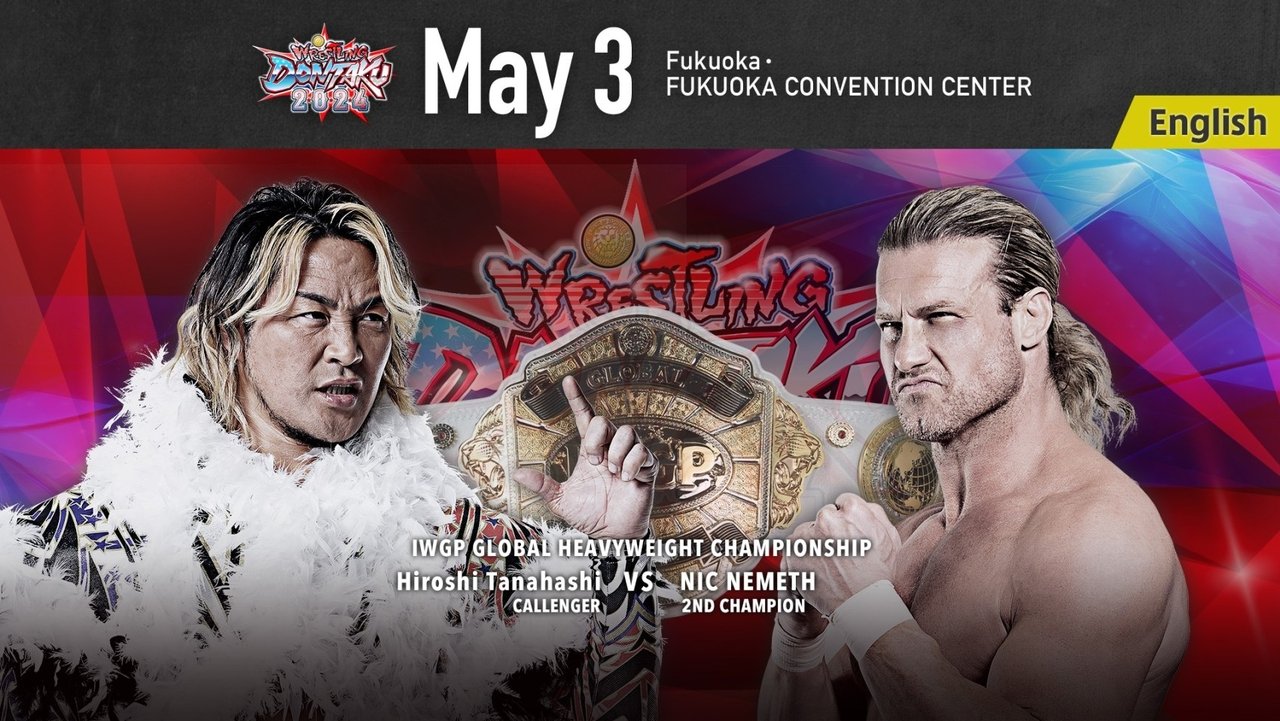 WRESTLING
DONTAKU
2024
May 3
Fukuoka・
FUKUOKA CONVENTION CENTER
English
WRESTLING
GLOBAL
IWGP GLOBAL HEAVYWEIGHT CHAMPIONSHIP
Hiroshi Tanahashi VS NIC NEMETH
CALLENGER 2ND CHAMPION